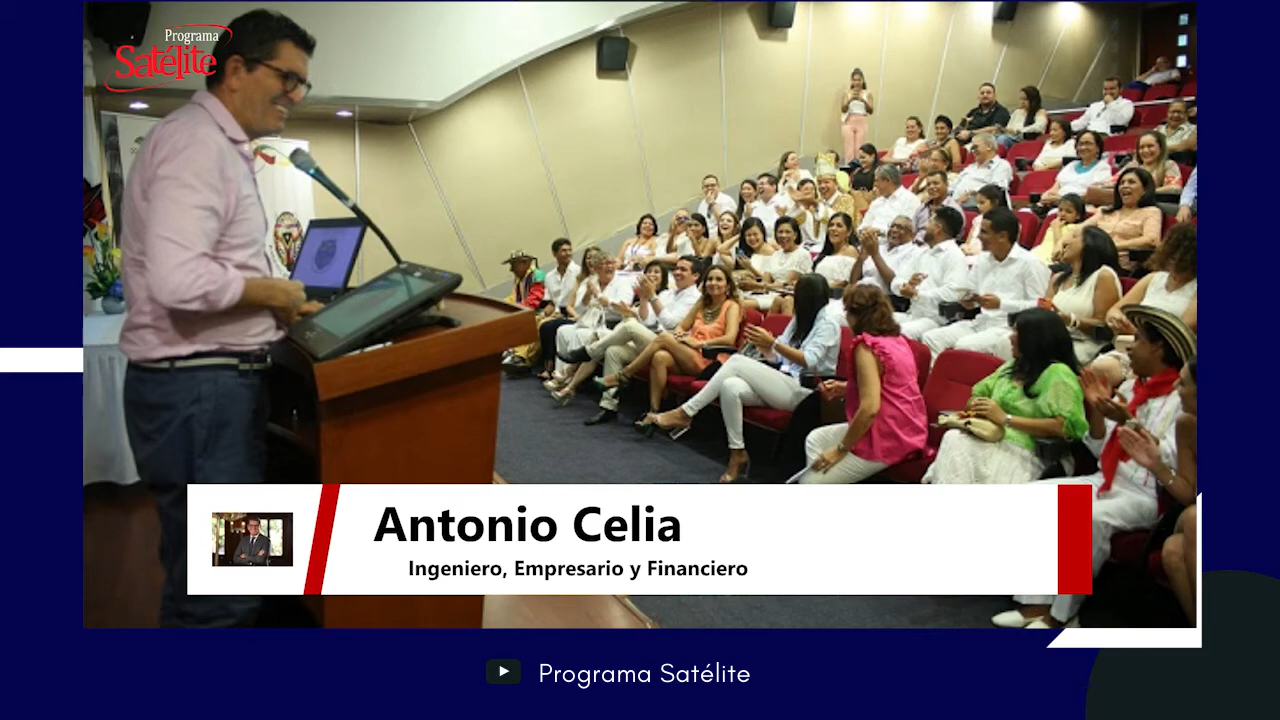 Programa
Satélite
Antonio Celia
Ingeniero, Empresario y Financiero
Programa Satélite